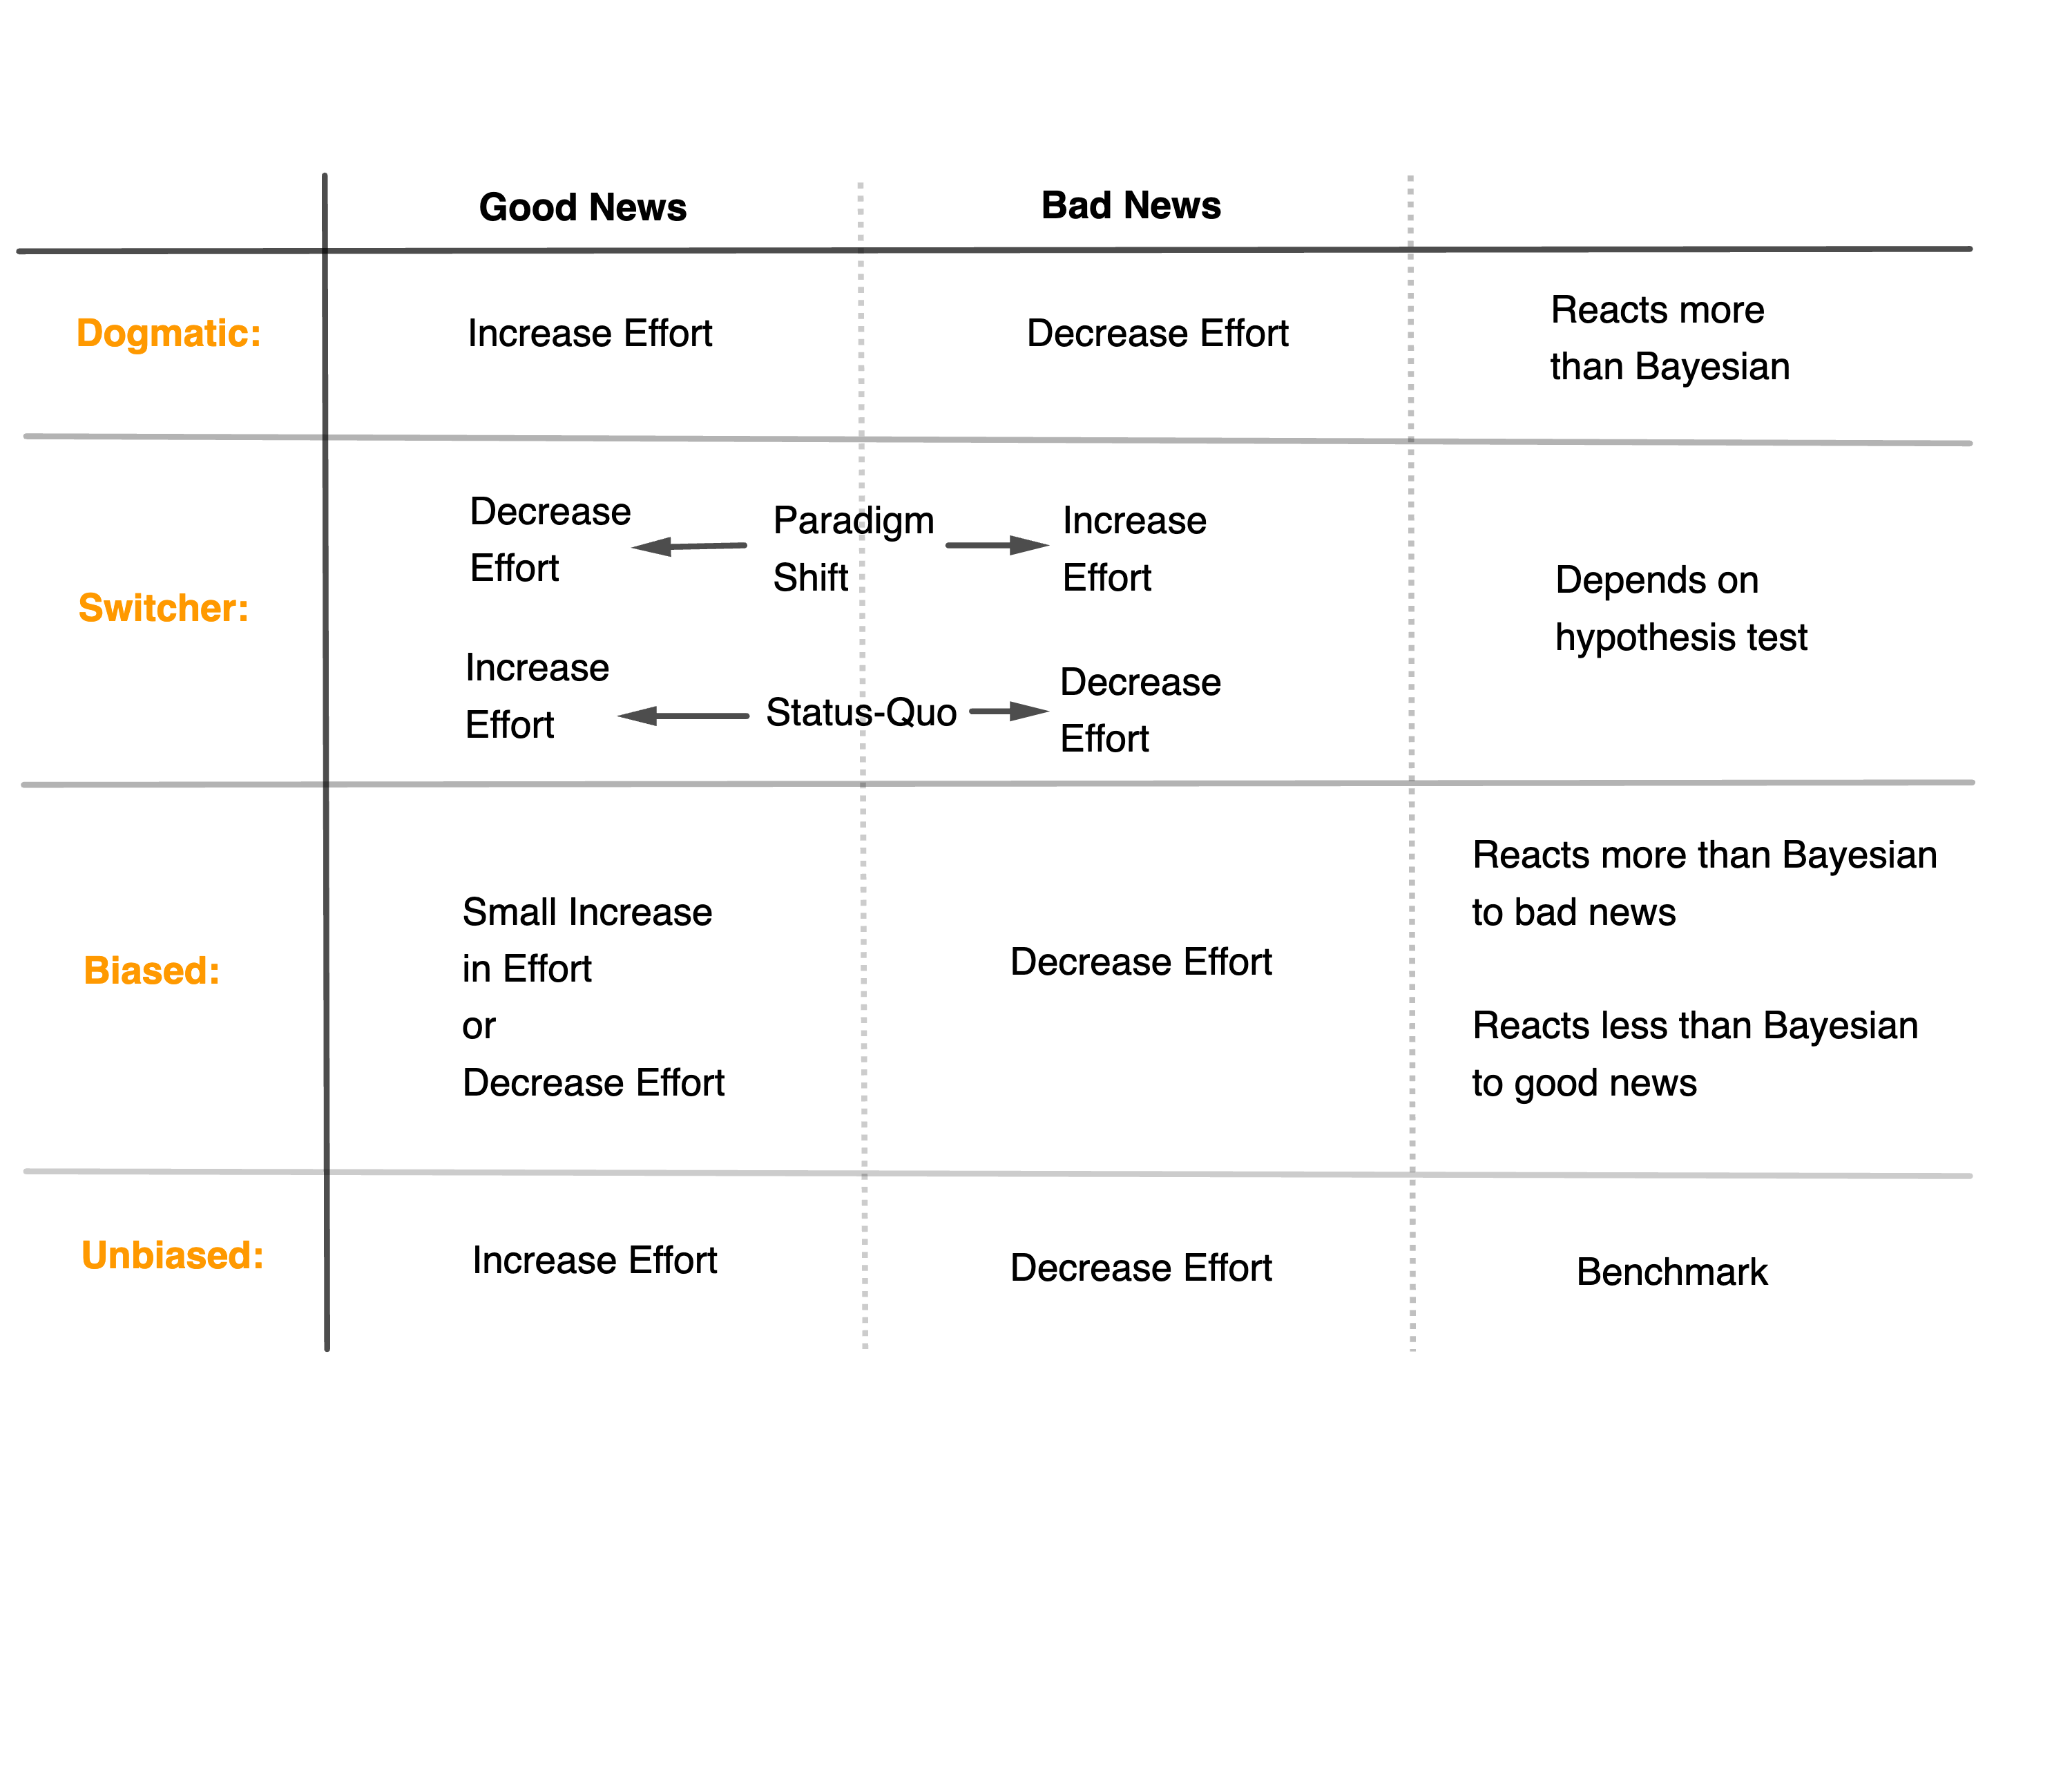 Good News
Bad News
Dogmatic:
Increase Effort
Decrease Effort
Reacts more
than Bayesian
Switcher:
Decrease
Effort
Paradigm
Shift
Increase
Effort
Increase
Effort
Status-Quo
Decrease
Effort
Depends on
hypothesis test
Biased:
Small Increase
in Effort
or
Decrease Effort
Decrease Effort
Reacts more than Bayesian
to bad news
Reacts less than Bayesian
to good news
Unbiased:
Increase Effort
Decrease Effort
Benchmark